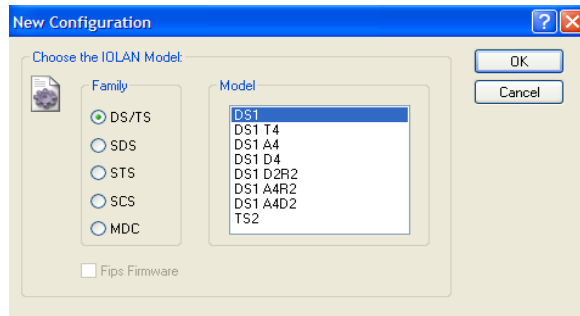 New Configuration
Choose the IOLAN Model:
OK
Cancel
Family
Model
DS/TS
SDS
STS
SCS
MDC
DS1
DS1 T4
DS1 A4
DS1 D4
DS1 D2R2
DS1 A4R2
DS1 A4D2
TS2
Fips Firmware